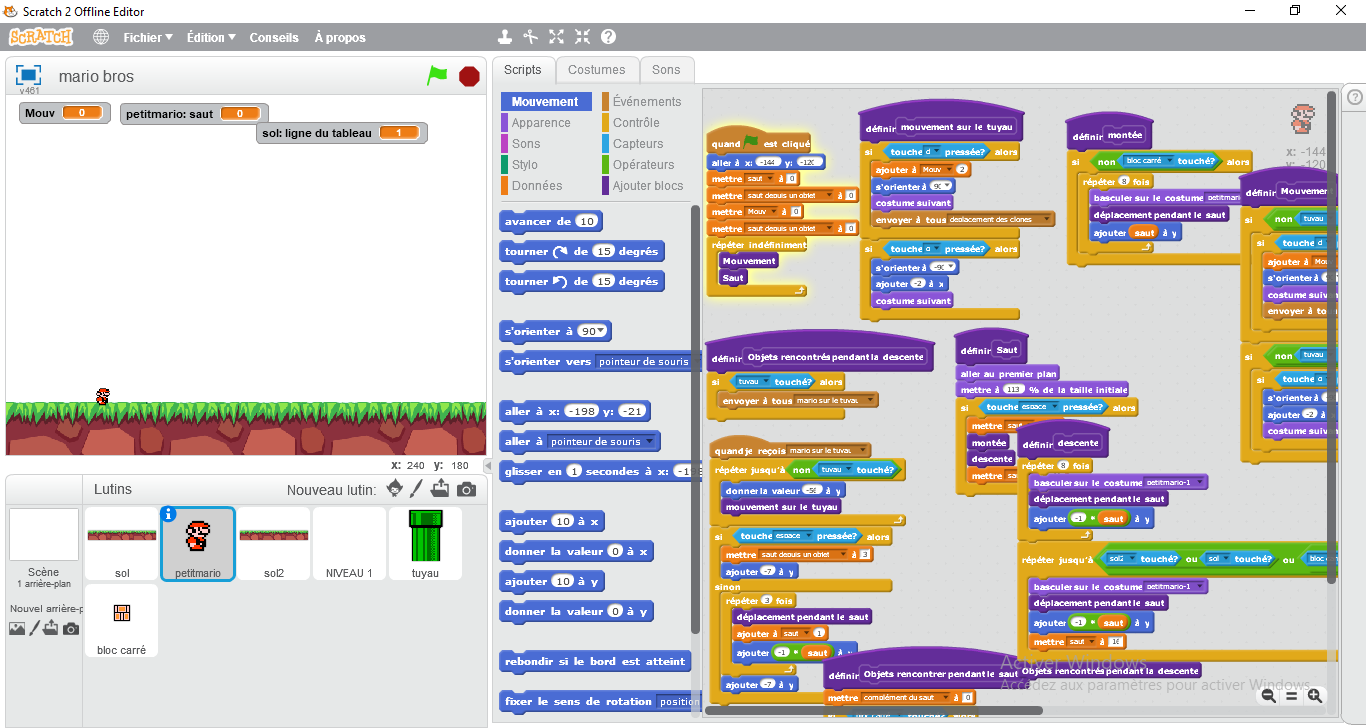 Scratch 2 Offline Editor
SCRATCH
Fichier
Édition
Conseils
À propos
v461
mario bros
Mouv 0
petitmario: saut 0
sol: ligne du tableau 1
x: 240 y: 180
Lutins
Nouveau lutin:
Scène
1 arrière-plan
Nouvel arrière-p
sol
petitmario
sol2
NIVEAU 1
tuyau
bloc carré
Scripts
Costumes
Sons
Mouvement
Apparence
Sons
Stylo
Données
Événements
Contrôle
Capteurs
Opérateurs
Ajouter blocs
avancer de 10
tourner de 15 degrés
tourner de 15 degrés
s'orienter à 90
s'orienter vers pointeur de souris
aller à x: -198 y: -21
aller à pointeur de souris
glisser en 1 secondes à x: -198
ajouter 10 à x
donner la valeur 0 à x
ajouter 10 à y
donner la valeur 0 à y
rebondir si le bord est atteint
fixer le sens de rotation position
quand est cliqué
aller à x: -144 y: -120
mettre saut à 0
mettre saut depuis un objet à 0
mettre Mouv à 0
mettre saut depuis un objet à 0
répéter indéfiniment
Mouvement
Saut
définir mouvement sur le tuyau
si touche d pressée? alors
ajouter à Mouv 2
s'orienter à 90
costume suivant
envoyer à tous deplacement des clones
si touche pressée? alors
s'orienter à -90
ajouter -2 à x
costume suivant
définir montée
si non bloc carré touché? alors
répéter 8 fois
basculer sur le costume petitmario
déplacement pendant le saut
ajouter saut à y
x: -144
y: -120
définir Mouvement
si non tuyau
si touche d
ajouter à Mou
s'orienter à
costume suiv
envoyer à tou
si non tuyau
si touche
s'orienter à
ajouter -2 à
costume suiv
définir Objets rencontrés pendant la descente
si tuyau touché? alors
envoyer à tous mario sur le tuyau
quand je reçois mario sur le tuyau
répéter jusqu'à non tuyau touché?
donner la valeur à y
mouvement sur le tuyau
si touche espace pressée? alors
mettre saut depuis un objet à 3
ajouter -7 à y
sinon
répéter 3 fois
déplacement pendant le saut
ajouter à saut 1
ajouter -1 * saut à y
ajouter -7 à y
définir Saut
aller au premier plan
mettre à 113 % de la taille initiale
si touche espace pressée? alors
mettre sau
montée
descente
mettre sa
définir descente
répéter 8 fois
basculer sur le costume petitmario-1
déplacement pendant le saut
ajouter -1 * saut à y
répéter jusqu'à sol2 touché? ou sol touché? ou bloc
basculer sur le costume petitmario-1
déplacement pendant le saut
ajouter -1 * saut à y
mettre saut à
Objets rencontrés pendant la descente
définir Objets rencontrer pendant le saut
mettre complément du saut à 0
Activer Windows
Accédez aux paramètres pour activer Windows.